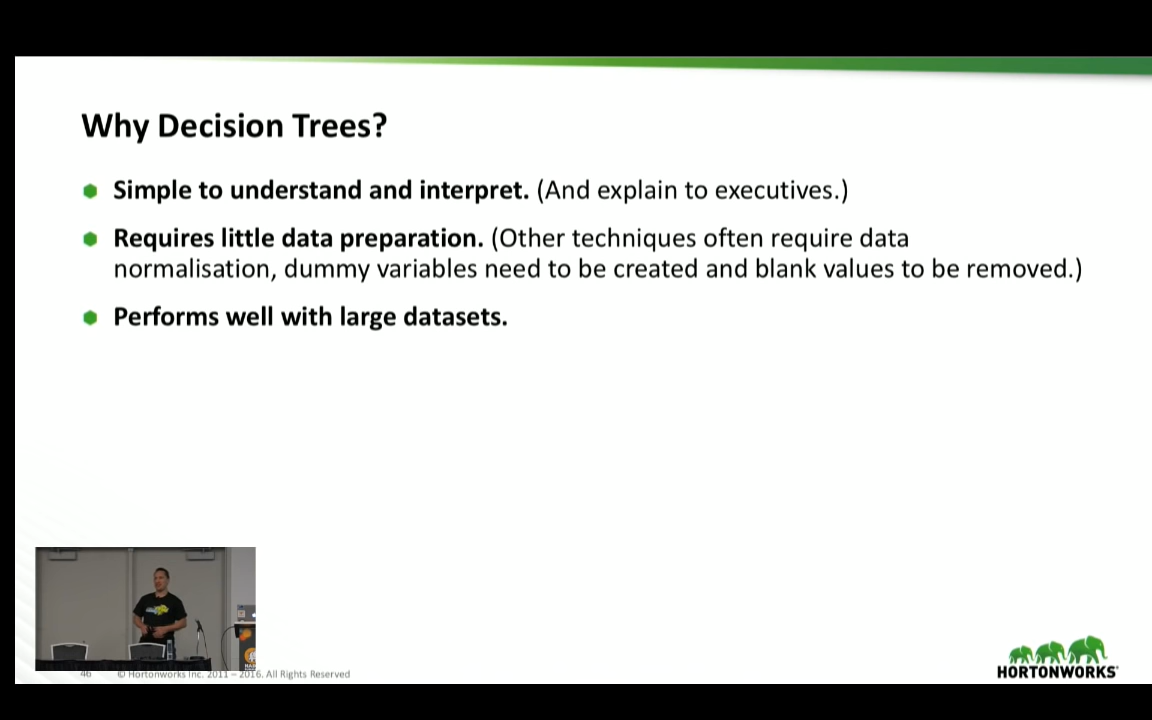 Why Decision Trees?
Simple to understand and interpret. (And explain to executives.)
Requires little data preparation. (Other techniques often require data
normalisation, dummy variables need to be created and blank values to be removed.)
Performs well with large datasets.
46 © Hortonworks Inc. 2011 – 2016. All Rights Reserved
HORTONWORKS